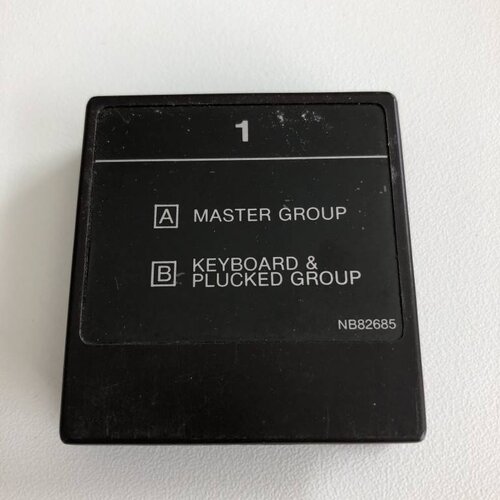 1
A MASTER GROUP
B KEYBOARD &
PLUCKED GROUP
NB82685